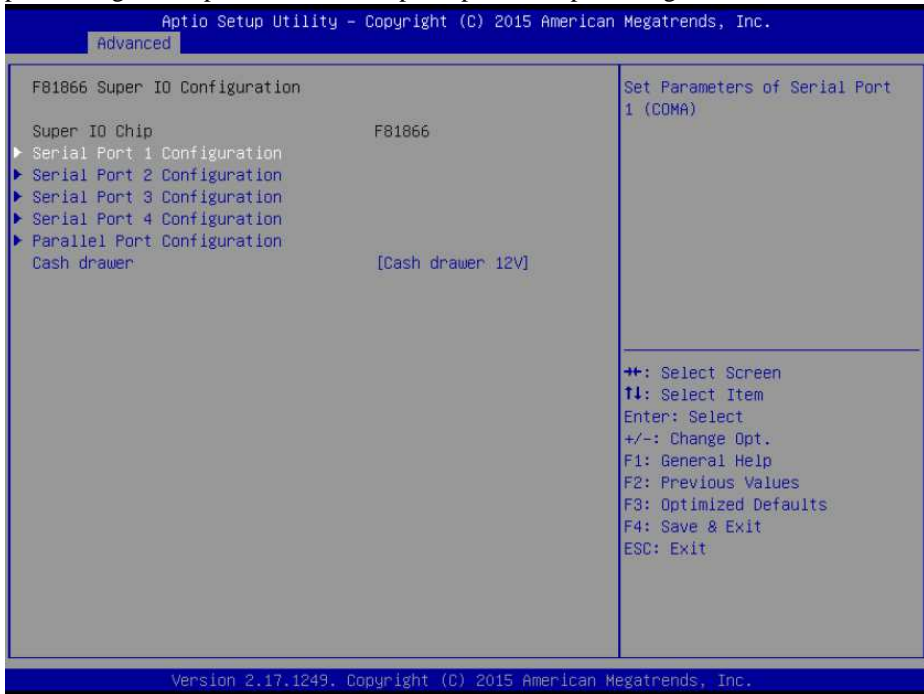 Aptio Setup Utility – Copyright (C) 2015 American Megatrends, Inc.
Advanced
F81866 Super IO Configuration
Super IO Chip F81866
Serial Port 1 Configuration
Serial Port 2 Configuration
Serial Port 3 Configuration
Serial Port 4 Configuration
Parallel Port Configuration
Cash drawer [Cash drawer 12V]
Set Parameters of Serial Port
1 (COMA)
→←: Select Screen
↑↓: Select Item
Enter: Select
+/-: Change Opt.
F1: General Help
F2: Previous Values
F3: Optimized Defaults
F4: Save & Exit
ESC: Exit
Version 2.17.1249. Copyright (C) 2015 American Megatrends, Inc.